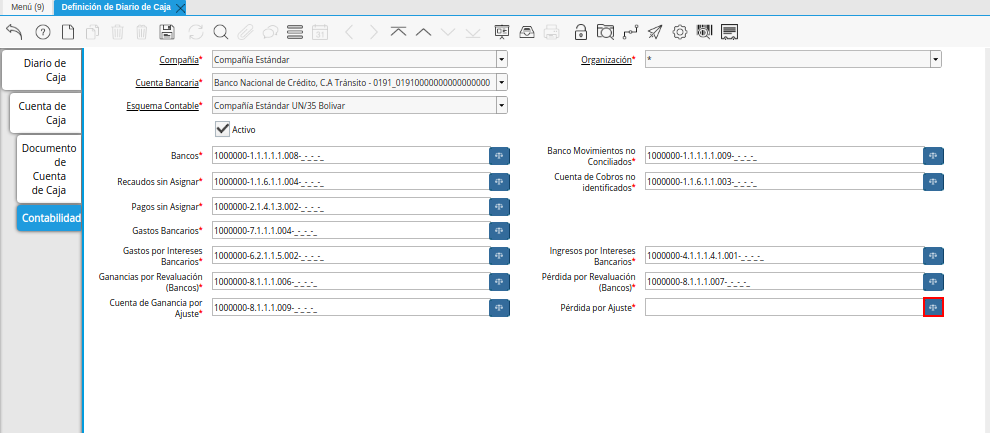 Menú (9)
Definición de Diario de Caja
Diario de
Caja
Cuenta de
Caja
Documento
de
Cuenta
de Caja
Contabilidad
Compañía*
Compañía Estándar
Organización*
*
Cuenta Bancaria*
Banco Nacional de Crédito, C.A Tránsito - 0191_01910000000000000000
Esquema Contable*
Compañía Estándar UN/35 Bolivar
Activo
Bancos*
1000000-1.1.1.1.1.008-_-_-_-_
Banco Movimientos no
Conciliados*
1000000-1.1.1.1.1.009-_-_-_-_
Recaudos sin Asignar*
1000000-1.1.6.1.1.004-_-_-_-_
Cuenta de Cobros no
identificados*
1000000-1.1.6.1.1.003-_-_-_-_
Pagos sin Asignar*
1000000-2.1.4.1.3.002-_-_-_-_
Gastos Bancarios*
1000000-7.1.1.1.004-_-_-_-_
Gastos por Intereses
Bancarios*
1000000-6.2.1.1.5.002-_-_-_-_
Ingresos por Intereses
Bancarios*
1000000-4.1.1.1.4.1.001-_-_-_-_
Ganancias por Revaluación
(Bancos)*
1000000-8.1.1.1.006-_-_-_-_
Pérdida por Revaluación
(Bancos)*
1000000-8.1.1.1.007-_-_-_-_
Cuenta de Ganancia por
Ajuste*
1000000-8.1.1.1.009-_-_-_-_
Pérdida por Ajuste*